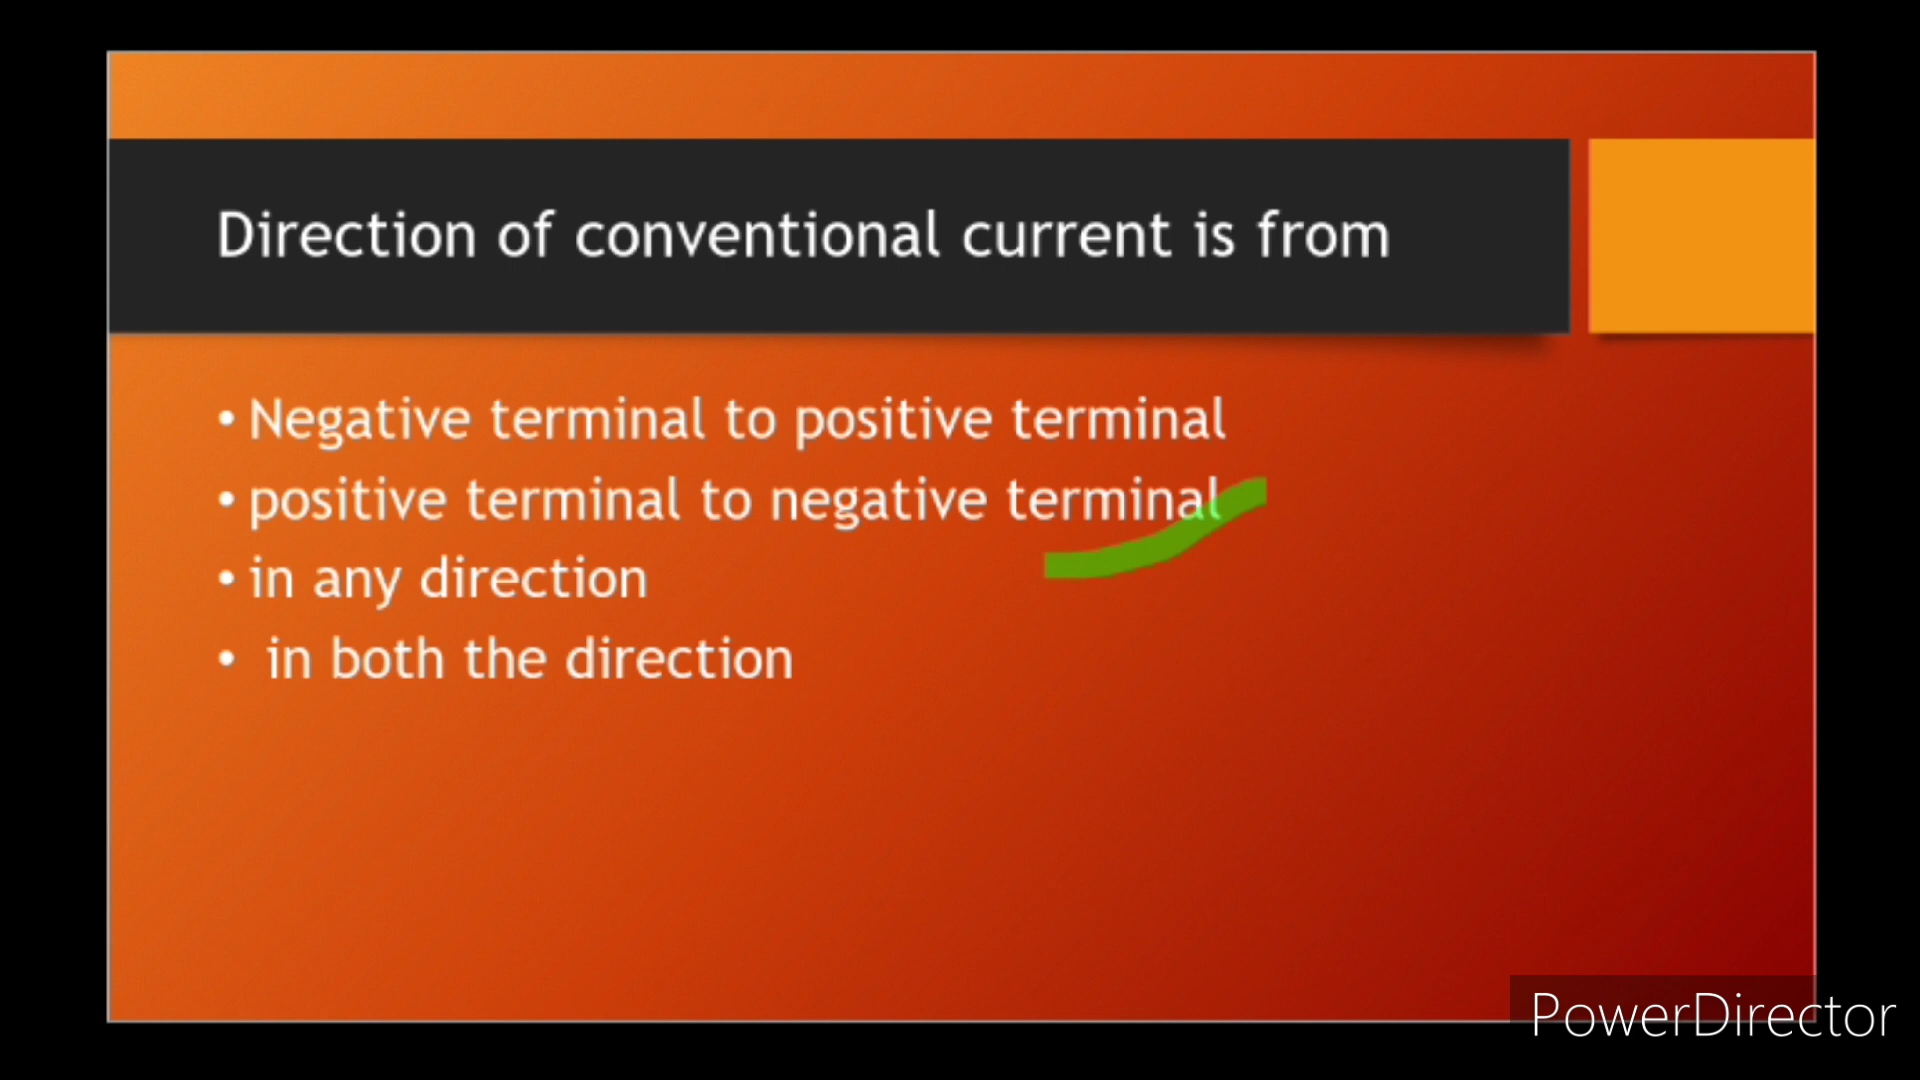 Direction of conventional current is from
• Negative terminal to positive terminal
• positive terminal to negative terminal
• in any direction
• in both the direction
PowerDirector